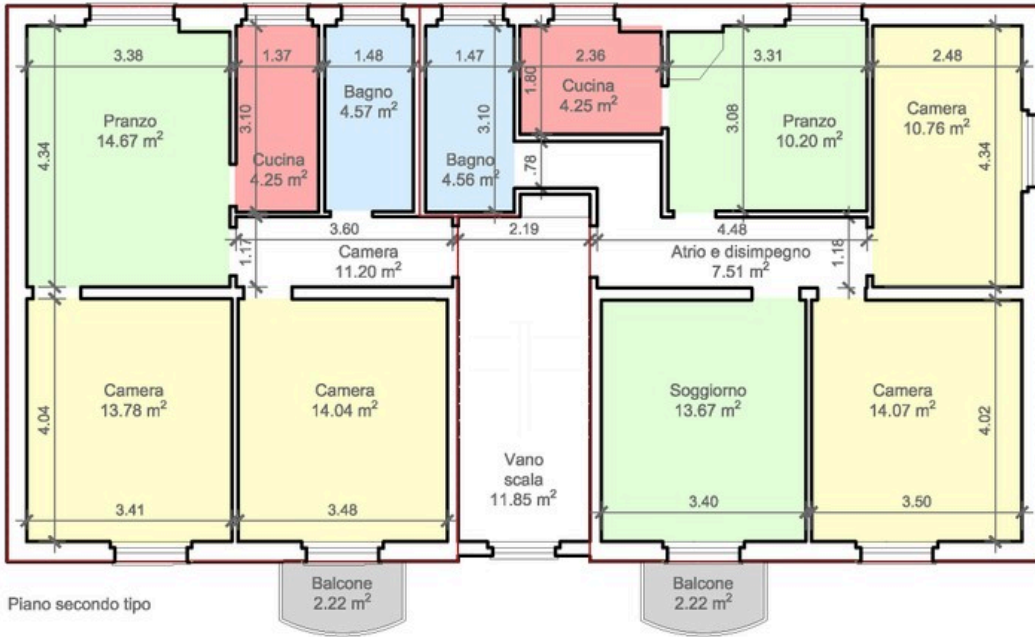 3.38
1.37
1.48
1.47
2.36
3.31
2.48
Pranzo
14.67 m²
4.34
3.10
Cucina
4.25 m²
Bagno
4.57 m²
3.10
Bagno
4.56 m²
1.80
Cucina
4.25 m²
.78
3.08
Pranzo
10.20 m²
Camera
10.76 m²
4.34
3.60
1.17
Camera
11.20 m²
2.19
4.48
Atrio e disimpegno
7.51 m²
1.18
Camera
13.78 m²
4.04
3.41
Camera
14.04 m²
3.48
Vano
scala
11.85 m²
Soggiorno
13.67 m²
3.40
Camera
14.07 m²
4.02
3.50
Balcone
2.22 m²
Balcone
2.22 m²
Piano secondo tipo